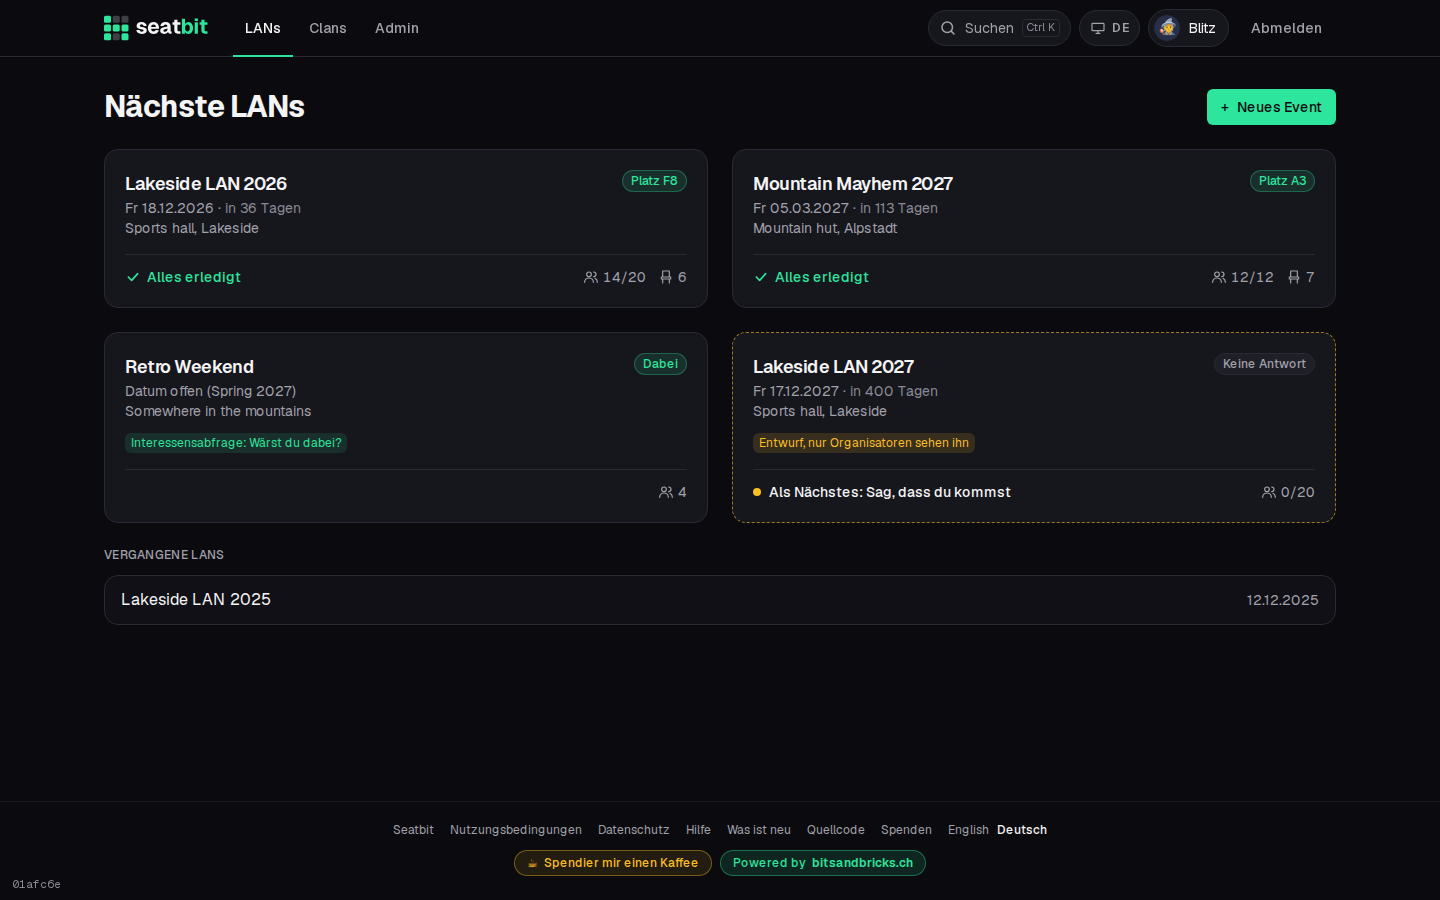 seatbit LANs Clans Admin Suchen Ctrl K DE Blitz Abmelden
Nächste LANs
+ Neues Event
Lakeside LAN 2026
Platz F8
Fr 18.12.2026 · in 36 Tagen
Sports hall, Lakeside
Alles erledigt 14/20 6
Mountain Mayhem 2027
Platz A3
Fr 05.03.2027 · in 113 Tagen
Mountain hut, Alpstadt
Alles erledigt 12/12 7
Retro Weekend
Dabei
Datum offen (Spring 2027)
Somewhere in the mountains
Interessensabfrage: Wärst du dabei?
4
Lakeside LAN 2027
Keine Antwort
Fr 17.12.2027 · in 400 Tagen
Sports hall, Lakeside
Entwurf, nur Organisatoren sehen ihn
Als Nächstes: Sag, dass du kommst 0/20
VERGANGENE LANS
Lakeside LAN 2025 12.12.2025
Seatbit Nutzungsbedingungen Datenschutz Hilfe Was ist neu Quellcode Spenden English Deutsch
Spendier mir einen Kaffee Powered by bitsandbricks.ch
01afc6e